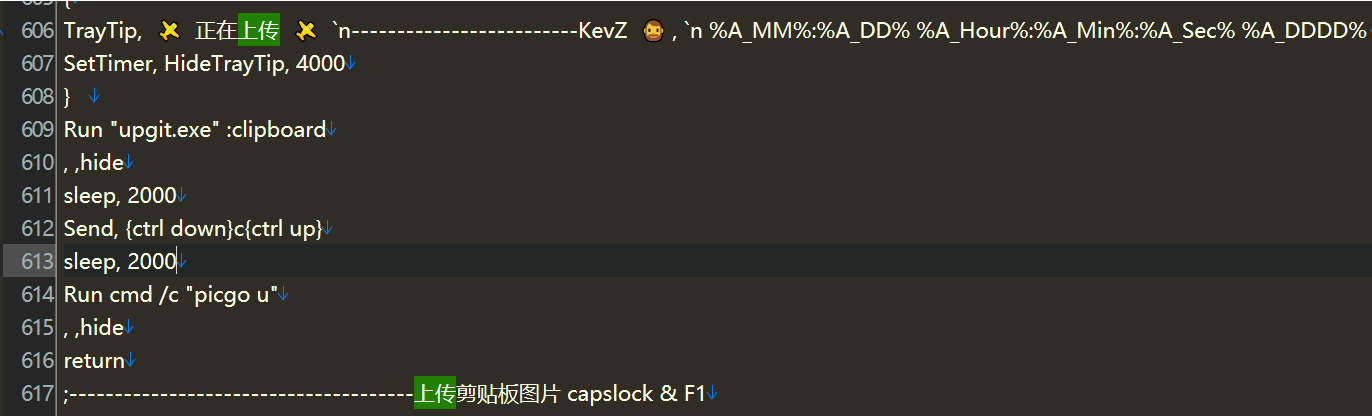 606 TrayTip, ✈️ 正在上传 ✈️ `n-------------------------KevZ 🧔 , `n %A_MM%:%A_DD% %A_Hour%:%A_Min%:%A_Sec% %A_DDDD%
607 SetTimer, HideTrayTip, 4000↓
608 } ↓
609 Run "upgit.exe" :clipboard↓
610 , ,hide↓
611 sleep, 2000↓
612 Send, {ctrl down}c{ctrl up}↓
613 sleep, 2000↓
614 Run cmd /c "picgo u"↓
615 , ,hide↓
616 return↓
617 ;--------------------------------------上传剪贴板图片 capslock & F1↓